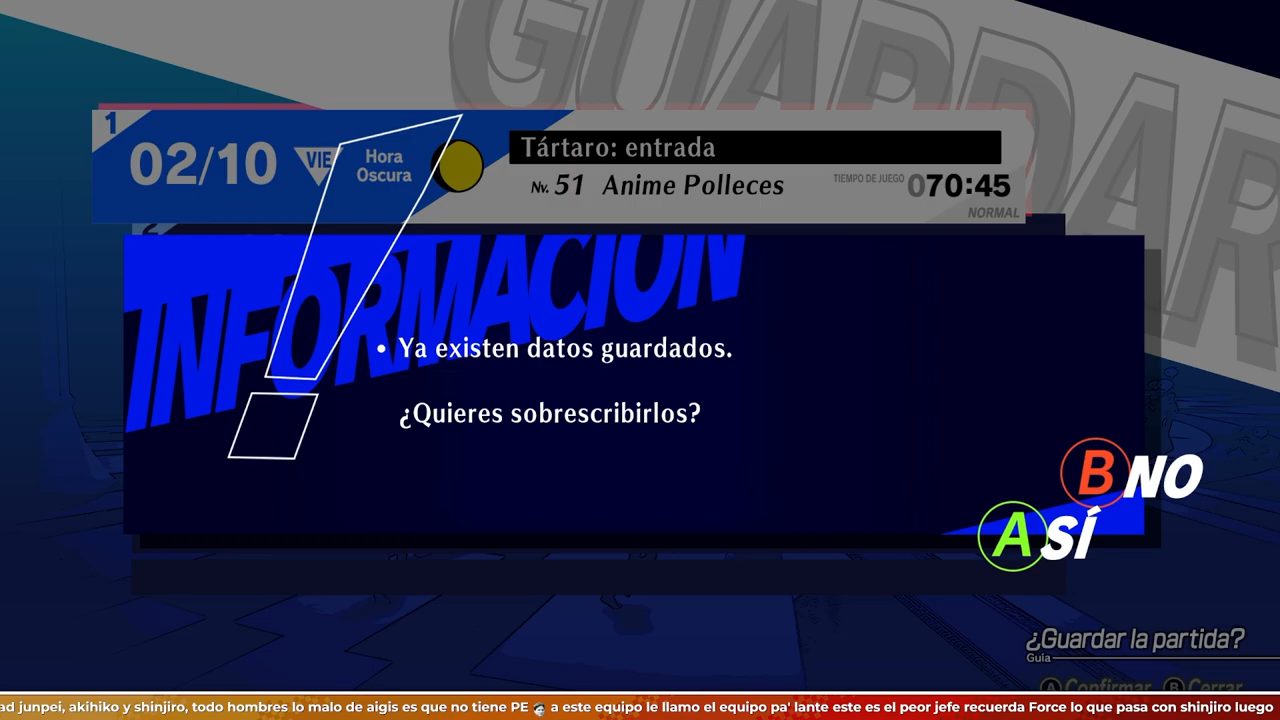 GUARDAR
1
02/10 VIE Hora Oscura
Tártaro: entrada
Nv. 51 Anime Polleces
TIEMPO DE JUEGO 070:45
NORMAL
2
INFORMACIÓN
• Ya existen datos guardados.
¿Quieres sobrescribirlos?
B NO
A SÍ
¿Guardar la partida?
Guía
A Confirmar B Cerrar
ad junpei, akihiko y shinjiro, todo hombres lo malo de aigis es que no tiene PE a este equipo le llamo el equipo pa' lante este es el peor jefe recuerda Force lo que pasa con shinjiro luego